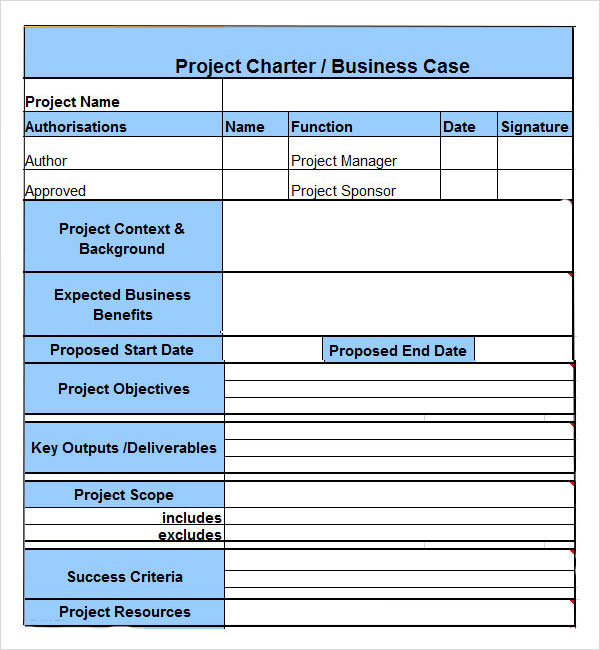 Project Charter / Business Case
Project Name
Authorisations Name Function Date Signature
Author Project Manager
Approved Project Sponsor
Project Context &
Background
Expected Business
Benefits
Proposed Start Date Proposed End Date
Project Objectives
Key Outputs /Deliverables
Project Scope
includes
excludes
Success Criteria
Project Resources